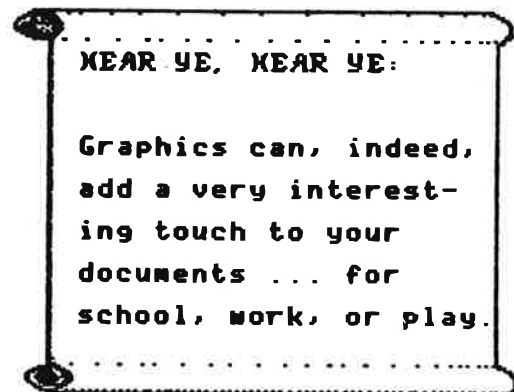 HEAR YE, HEAR YE:
Graphics can, indeed,
add a very interest-
ing touch to your
documents ... for
school, work, or play.